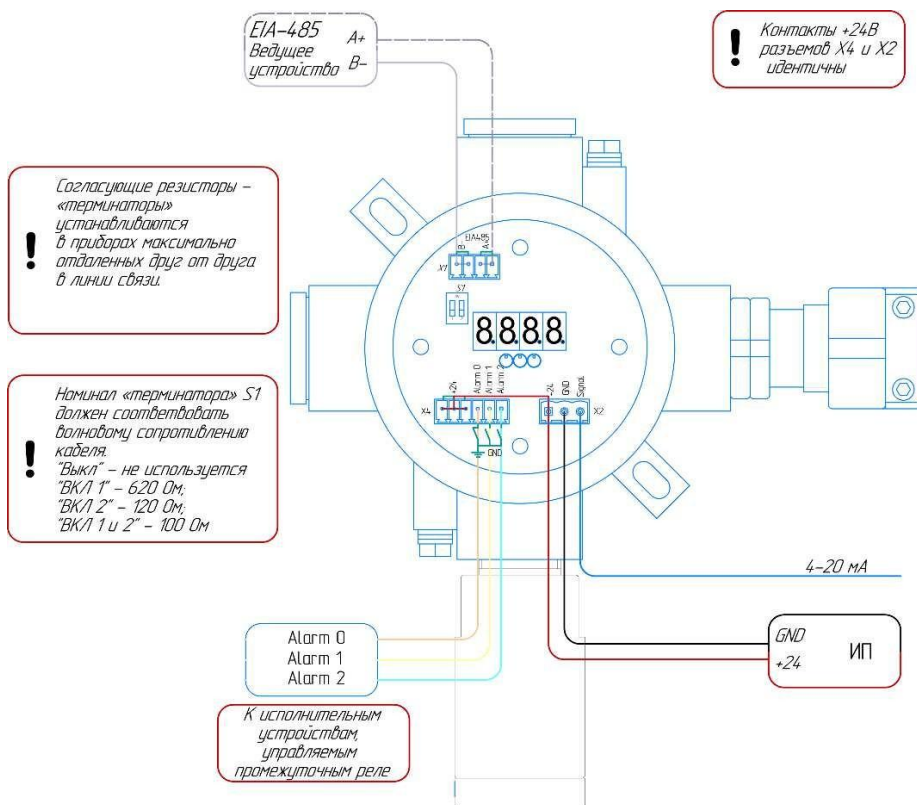 EIA-485
Ведущее
устройство
A+
B-
!
Контакты +24В
разъемов X4 и X2
идентичны
!
Согласующие резисторы –
«терминаторы»
устанавливаются
в приборах максимально
отдаленных друг от друга
в линии связи.
EIA485
B
A
X1
S1
8.8.8.8.
!
Номинал «терминатора» S1
должен соответвовать
волновому сопротивлению
кабеля.
"Выкл" – не используется
"ВКЛ 1" – 620 Ом;
"ВКЛ 2" – 120 Ом;
"ВКЛ 1 и 2" – 100 Ом
X4
+24
Alarm 0
Alarm 1
Alarm 2
GND
+24
GND
Signal
X2
4-20 мА
GND
+24
ИП
Alarm 0
Alarm 1
Alarm 2
К исполнительным
устройствам,
управляемым
промежуточным реле